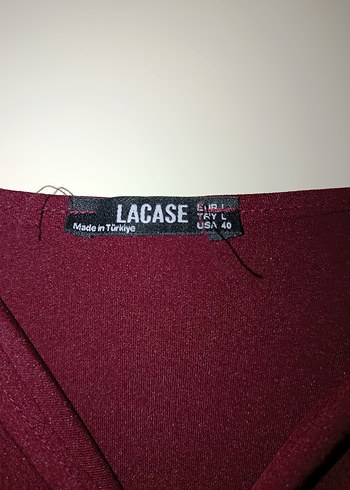 LACASE
Made in Türkiye
EUR L
TRY L
USA 40